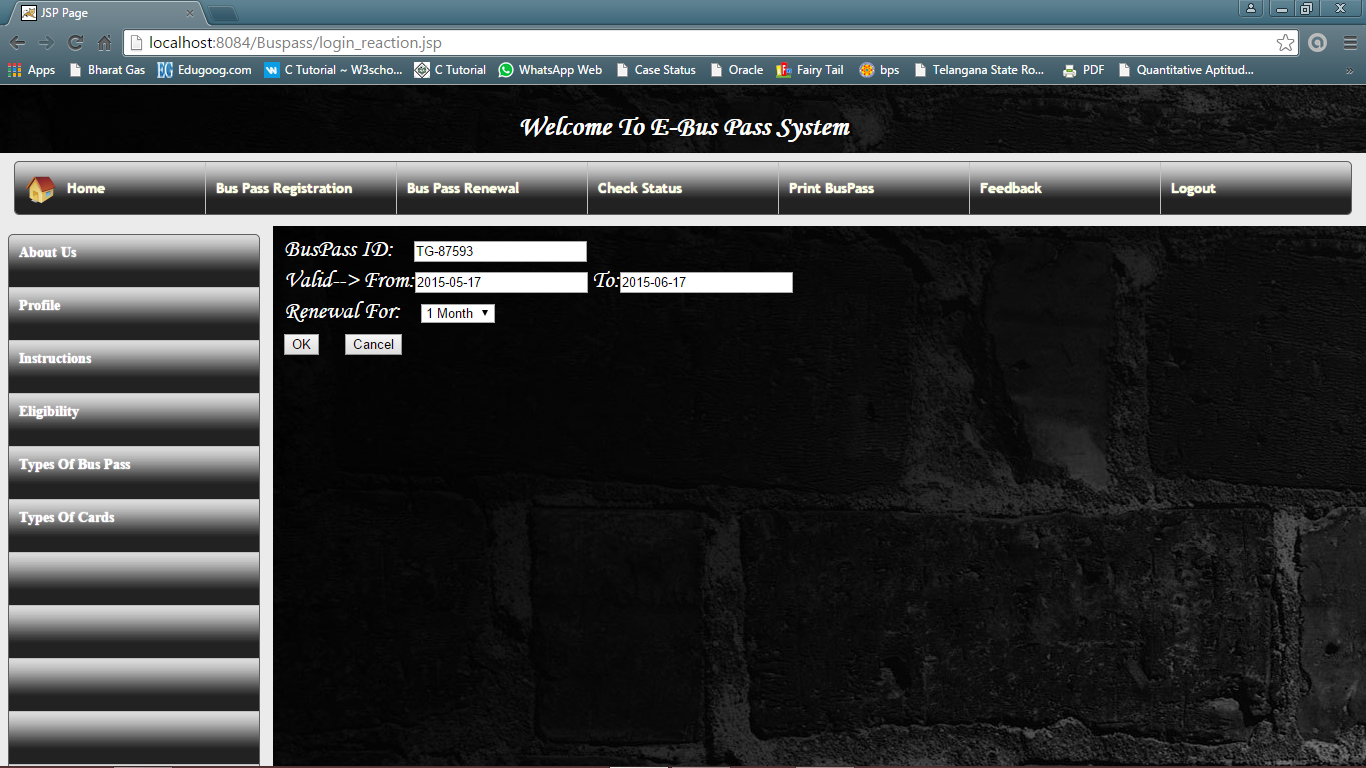 JSP Page
localhost:8084/Buspass/login_reaction.jsp
Apps Bharat Gas EG Edugoog.com W C Tutorial ~ W3scho... C Tutorial WhatsApp Web Case Status Oracle Fairy Tail bps Telangana State Ro... PDF Quantitative Aptitud... »
Welcome To E-Bus Pass System
Home Bus Pass Registration Bus Pass Renewal Check Status Print BusPass Feedback Logout
About Us
Profile
Instructions
Eligibility
Types Of Bus Pass
Types Of Cards
BusPass ID: TG-87593
Valid--> From: 2015-05-17 To: 2015-06-17
Renewal For: 1 Month
OK Cancel